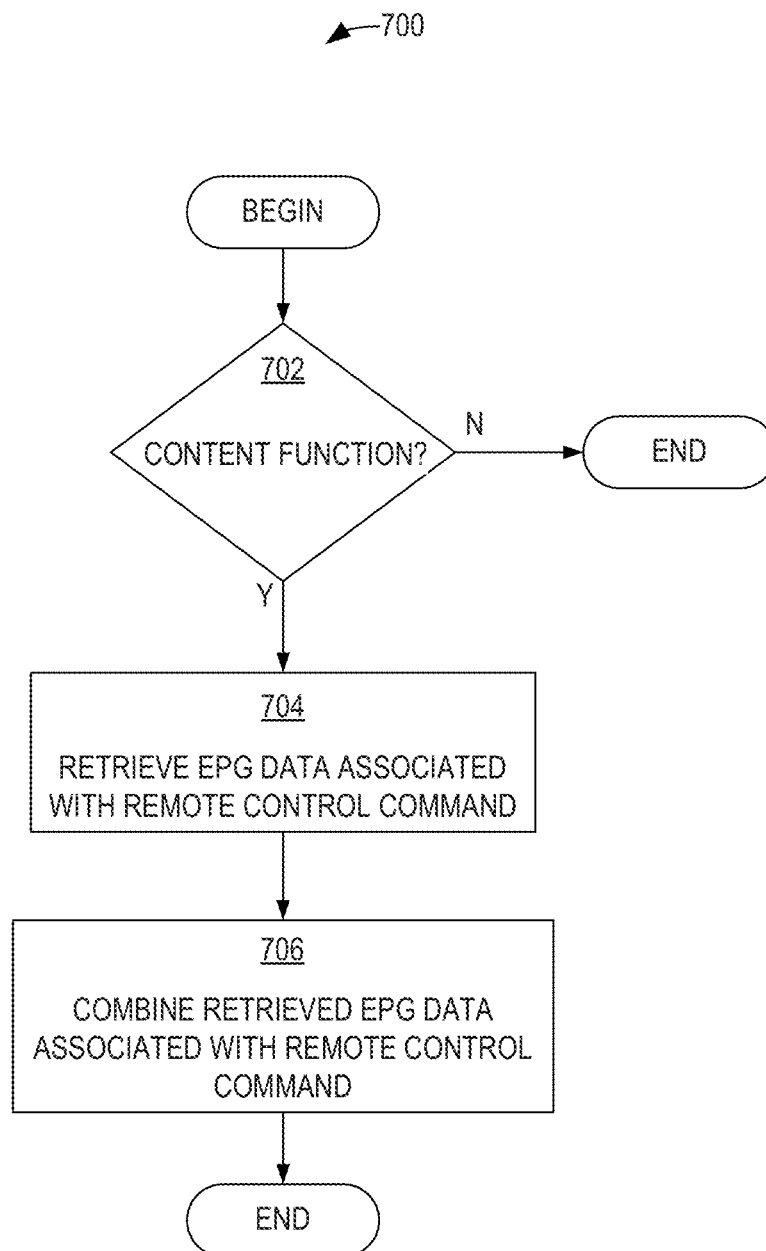 700
BEGIN
702
CONTENT FUNCTION?
N
END
Y
704
RETRIEVE EPG DATA ASSOCIATED
WITH REMOTE CONTROL COMMAND
706
COMBINE RETRIEVED EPG DATA
ASSOCIATED WITH REMOTE CONTROL
COMMAND
END